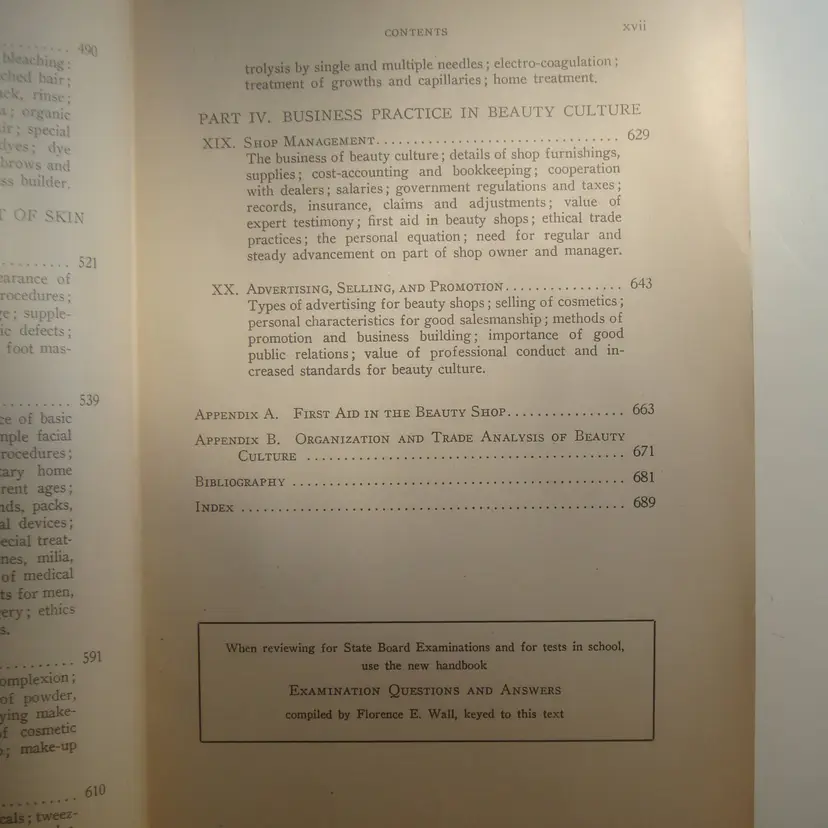 490
bleaching:
ched hair;
ack, rinse;
a; organic
ir; special
dyes; dye
brows and
ss builder.
T OF SKIN
521
earance of
rocedures;
ge; supple-
ic defects;
foot mas-
539
ce of basic
mple facial
rocedures;
tary home
rent ages;
nds, packs,
al devices;
ecial treat-
nes, milia,
of medical
ts for men,
ery; ethics
s.
591
omplexion;
of powder,
ying make-
of cosmetic
p; make-up
610
cals; tweez-
CONTENTS xvii
trolysis by single and multiple needles; electro-coagulation;
treatment of growths and capillaries; home treatment.
PART IV. BUSINESS PRACTICE IN BEAUTY CULTURE
XIX. SHOP MANAGEMENT................................ 629
The business of beauty culture; details of shop furnishings,
supplies; cost-accounting and bookkeeping; cooperation
with dealers; salaries; government regulations and taxes;
records, insurance, claims and adjustments; value of
expert testimony; first aid in beauty shops; ethical trade
practices; the personal equation; need for regular and
steady advancement on part of shop owner and manager.
XX. ADVERTISING, SELLING, AND PROMOTION............... 643
Types of advertising for beauty shops; selling of cosmetics;
personal characteristics for good salesmanship; methods of
promotion and business building; importance of good
public relations; value of professional conduct and in-
creased standards for beauty culture.
APPENDIX A. FIRST AID IN THE BEAUTY SHOP............... 663
APPENDIX B. ORGANIZATION AND TRADE ANALYSIS OF BEAUTY
CULTURE ......................................... 671
BIBLIOGRAPHY ........................................... 681
INDEX .................................................. 689
When reviewing for State Board Examinations and for tests in school,
use the new handbook
EXAMINATION QUESTIONS AND ANSWERS
compiled by Florence E. Wall, keyed to this text